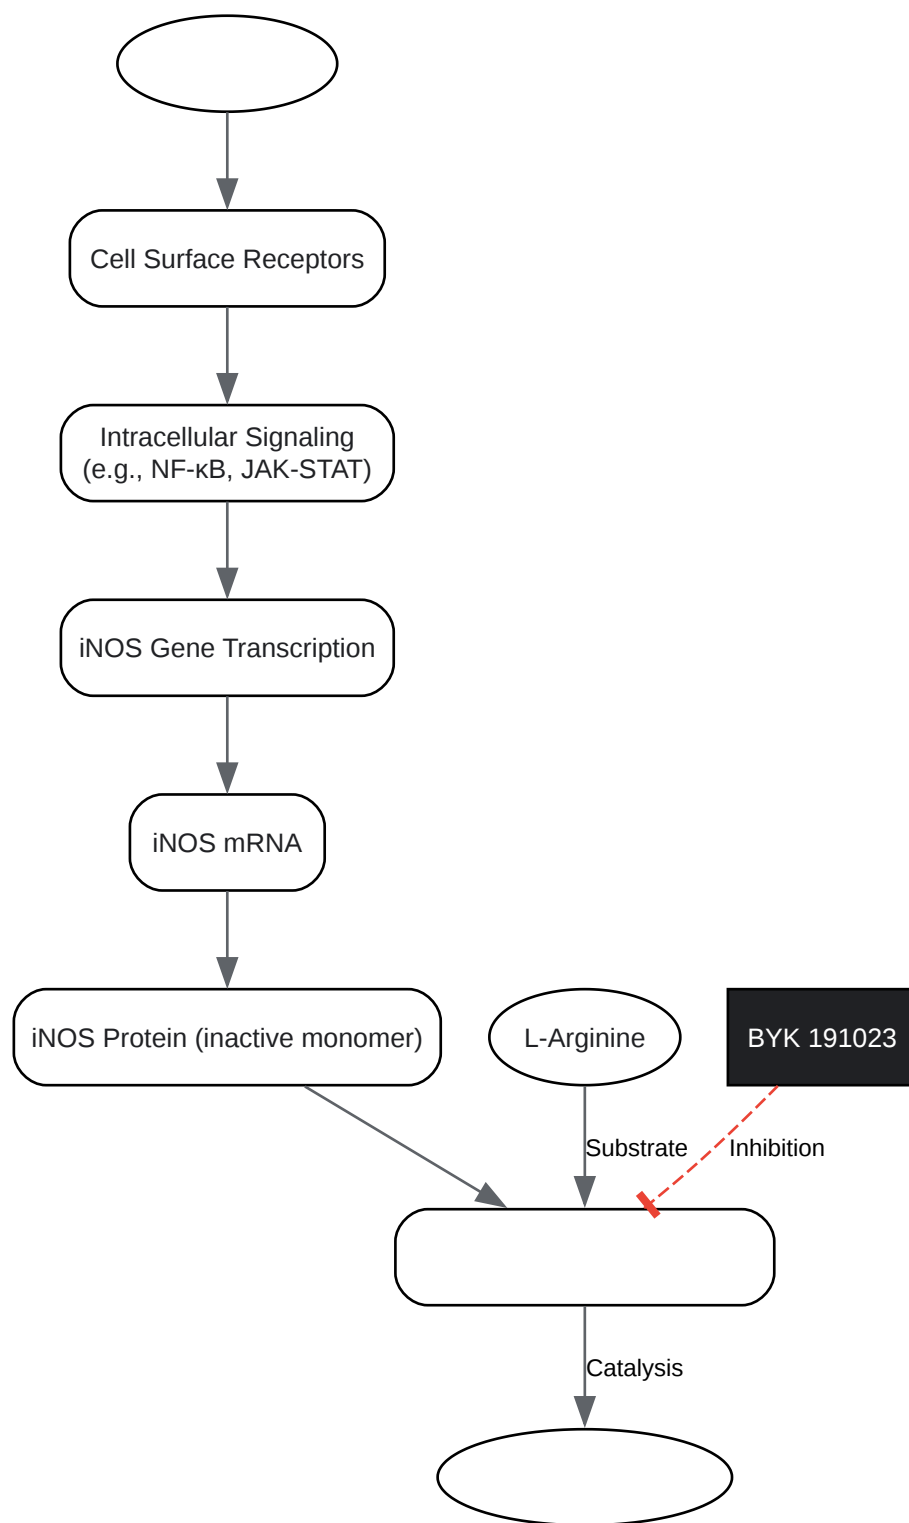 Cell Surface Receptors
Intracellular Signaling
(e.g., NF-κB, JAK-STAT)
iNOS Gene Transcription
iNOS mRNA
iNOS Protein (inactive monomer)
L-Arginine
BYK 191023
Substrate
Inhibition
Catalysis